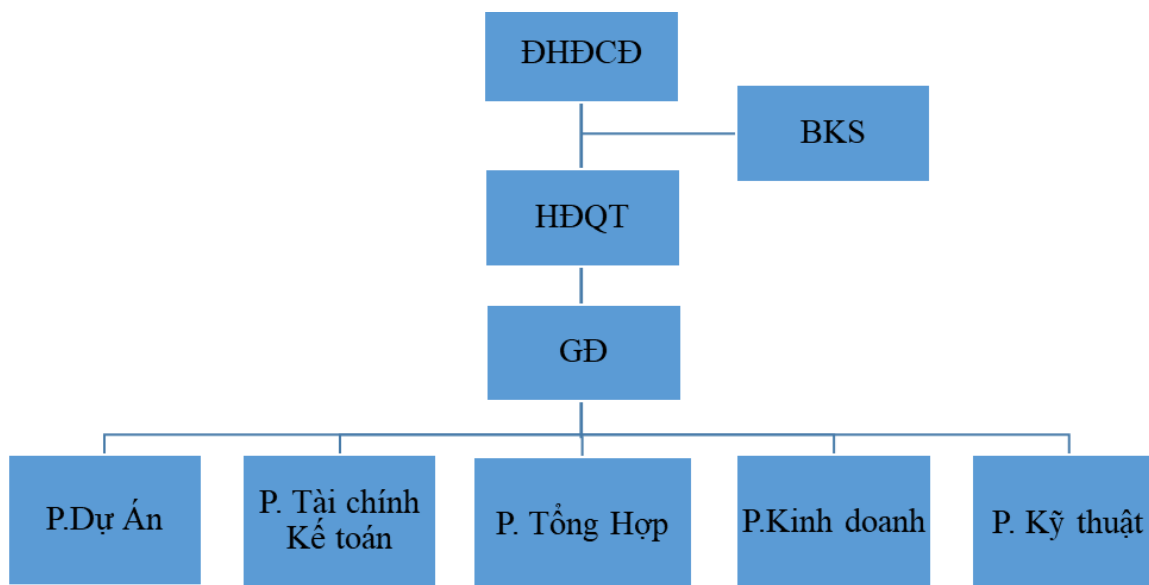 ĐHĐCĐ
BKS
HĐQT
GĐ
P.Dự Án
P. Tài chính
Kế toán
P. Tổng Hợp
P.Kinh doanh
P. Kỹ thuật